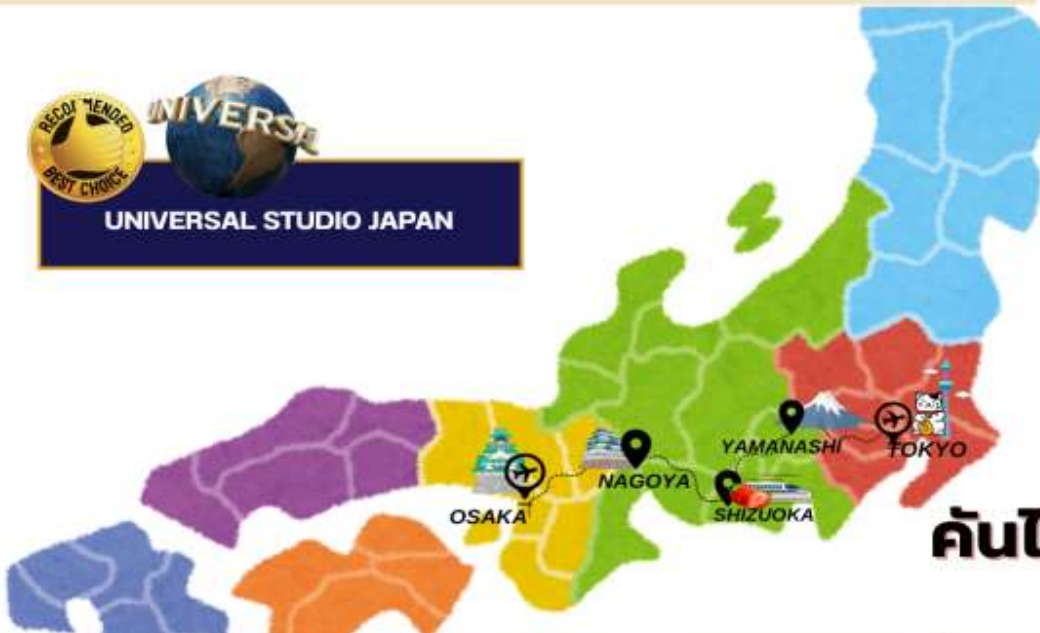 RECOMMENDED
BEST CHOICE
UNIVERSAL
UNIVERSAL STUDIO JAPAN
YAMANASHI
TOKYO
NAGOYA
OSAKA
SHIZUOKA